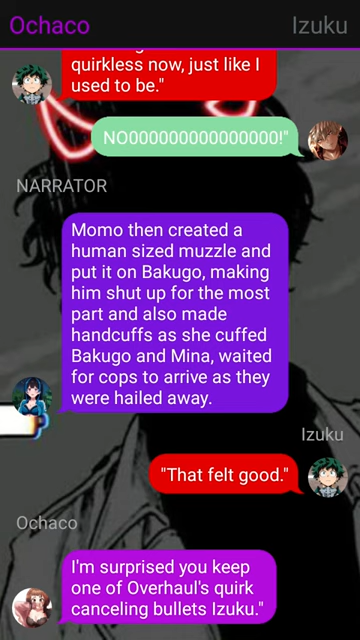 Ochaco Izuku
quirkless now, just like I
used to be."
NOOOOOOOOOOOOOOOO!"
NARRATOR
Momo then created a
human sized muzzle and
put it on Bakugo, making
him shut up for the most
part and also made
handcuffs as she cuffed
Bakugo and Mina, waited
for cops to arrive as they
were hailed away.
Izuku
"That felt good."
Ochaco
I'm surprised you keep
one of Overhaul's quirk
canceling bullets Izuku."